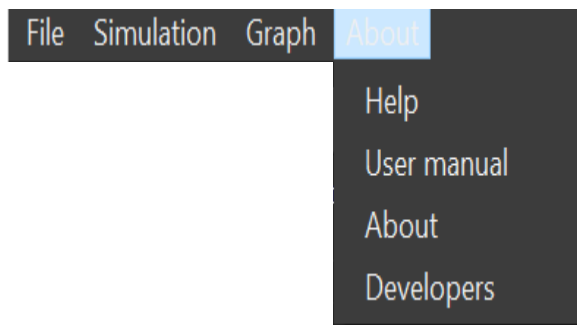 File Simulation Graph About
Help
User manual
About
Developers